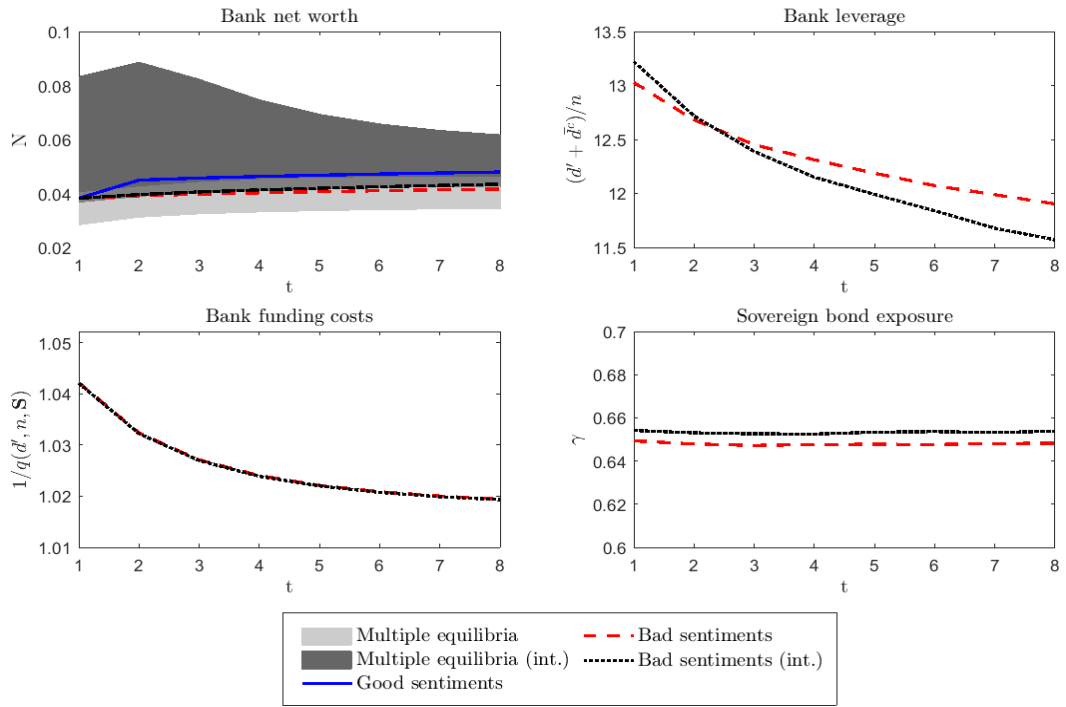 Bank net worth
0.1
0.08
0.06
0.04
0.02
N
1 2 3 4 5 6 7 8
t
Bank leverage
13.5
13
12.5
12
11.5
(d′ + d̄ᶜ)/n
1 2 3 4 5 6 7 8
t
Bank funding costs
1.05
1.04
1.03
1.02
1.01
1/q(d′, n, S)
1 2 3 4 5 6 7 8
t
Sovereign bond exposure
0.7
0.68
0.66
0.64
0.62
0.6
γ
1 2 3 4 5 6 7 8
t
Multiple equilibria
Multiple equilibria (int.)
Good sentiments
Bad sentiments
Bad sentiments (int.)